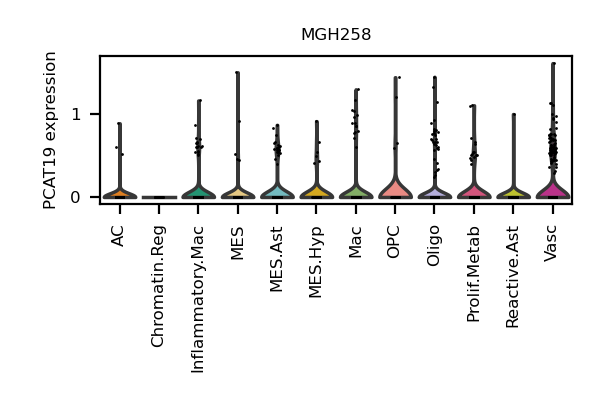 MGH258
PCAT19 expression
1
0
AC
Chromatin.Reg
Inflammatory.Mac
MES
MES.Ast
MES.Hyp
Mac
OPC
Oligo
Prolif.Metab
Reactive.Ast
Vasc